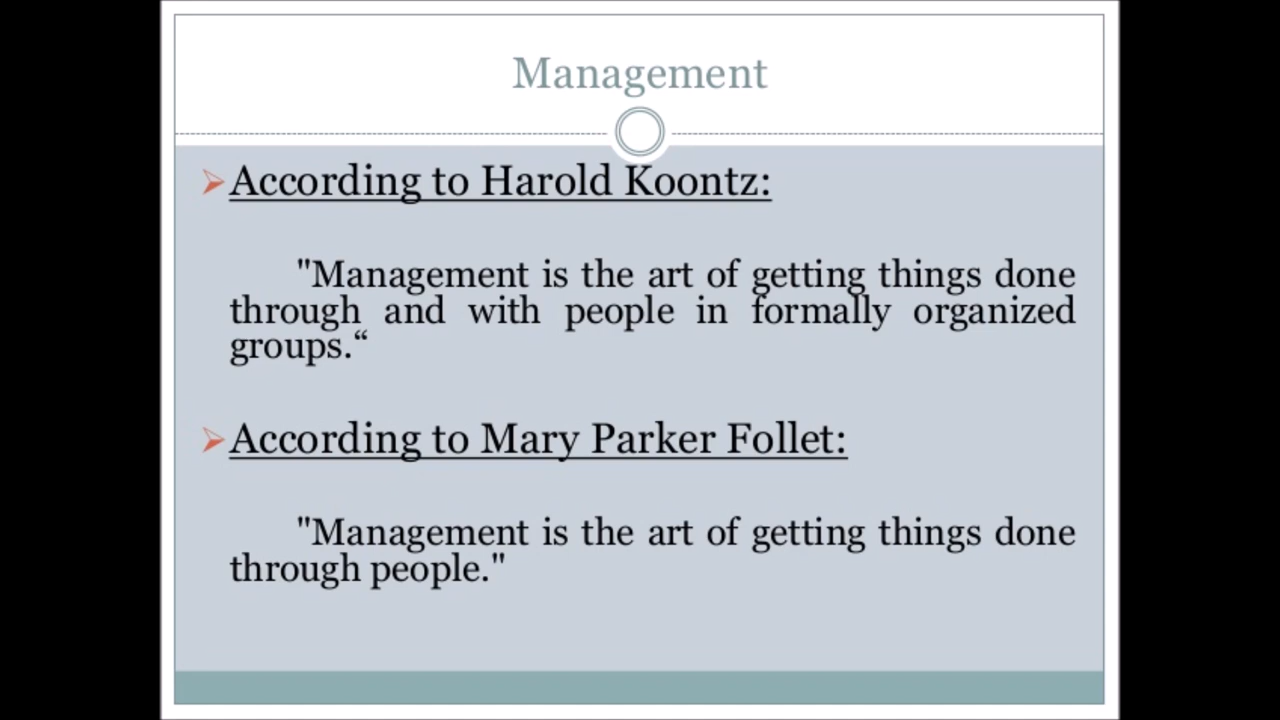 Management
According to Harold Koontz:
"Management is the art of getting things done
through and with people in formally organized
groups.“
According to Mary Parker Follet:
"Management is the art of getting things done
through people."